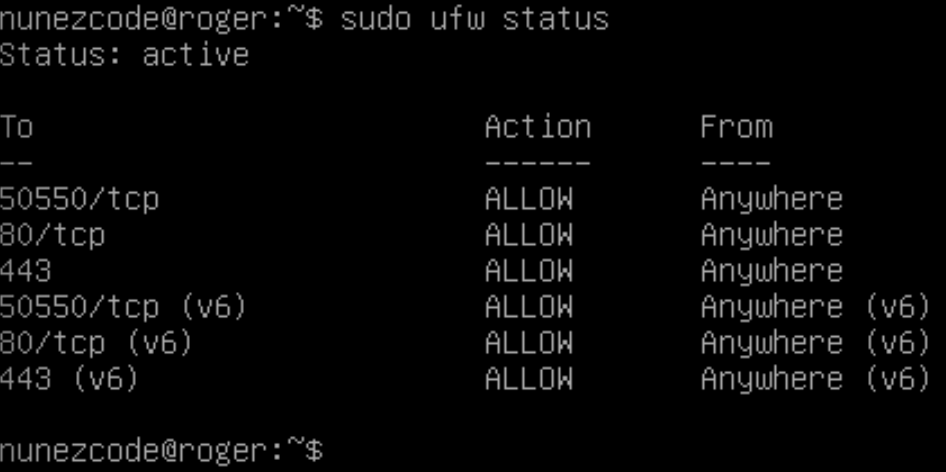 nunezcode@roger:~$ sudo ufw status
Status: active
To Action From
-- ------ ----
50550/tcp ALLOW Anywhere
80/tcp ALLOW Anywhere
443 ALLOW Anywhere
50550/tcp (v6) ALLOW Anywhere (v6)
80/tcp (v6) ALLOW Anywhere (v6)
443 (v6) ALLOW Anywhere (v6)
nunezcode@roger:~$